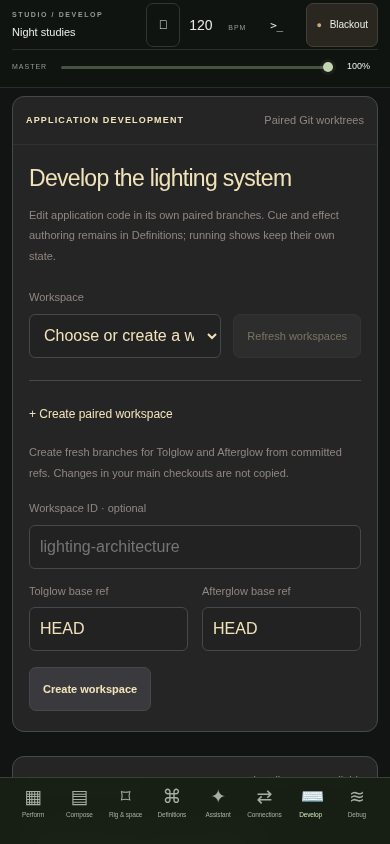 STUDIO / DEVELOP
Night studies
120 BPM >_ Blackout
MASTER 100%
APPLICATION DEVELOPMENT Paired Git worktrees
Develop the lighting system
Edit application code in its own paired branches. Cue and effect
authoring remains in Definitions; running shows keep their own
state.
Workspace
Choose or create a w
Refresh workspaces
+ Create paired workspace
Create fresh branches for Tolglow and Afterglow from committed
refs. Changes in your main checkouts are not copied.
Workspace ID · optional
lighting-architecture
Tolglow base ref Afterglow base ref
HEAD HEAD
Create workspace
Perform Compose Rig & space Definitions Assistant Connections Develop Debug